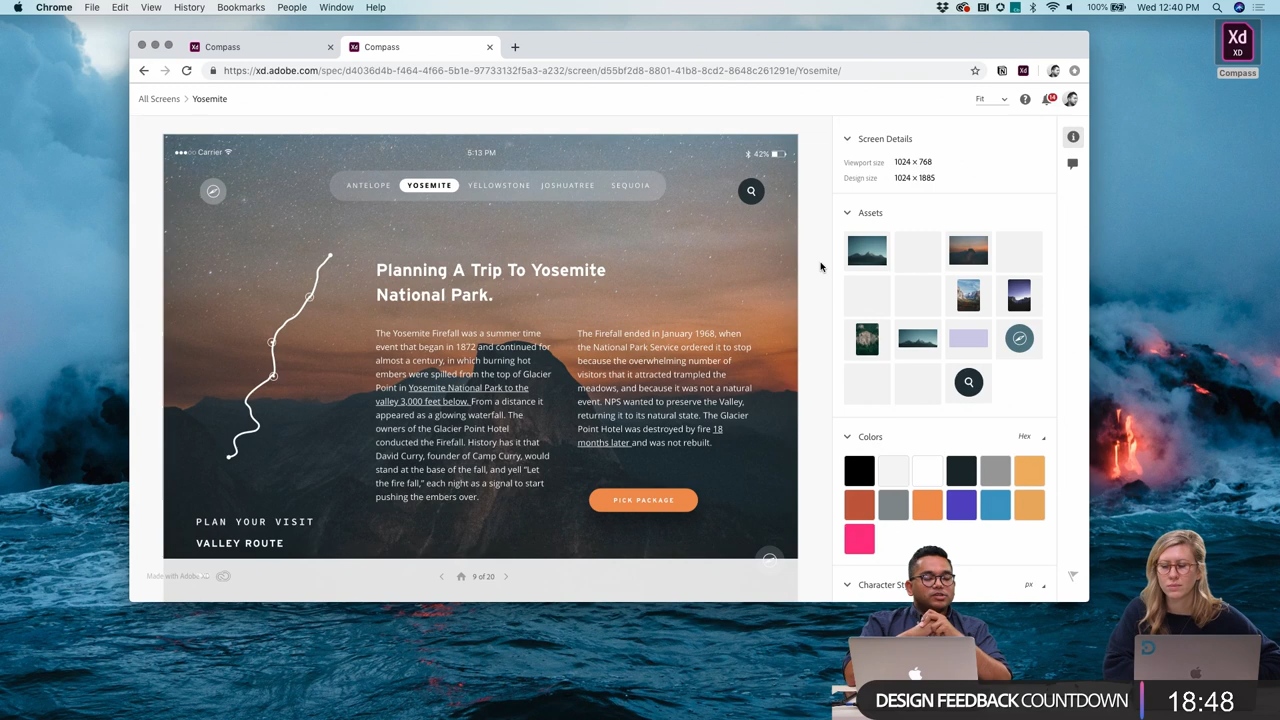 Chrome File Edit View History Bookmarks People Window Help
100% Wed 12:40 PM
Xd
XD
Compass
Xd Compass
Xd Compass
https://xd.adobe.com/spec/d4036d4b-f464-4f66-5b1e-97733132f5a3-a232/screen/d55bf2d8-8801-41b8-8cd2-8648c261291e/Yosemite/
All Screens > Yosemite
Fit
14
Carrier
5:13 PM
42%
ANTELOPE YOSEMITE YELLOWSTONE JOSHUATREE SEQUOIA
Planning A Trip To Yosemite
National Park.
The Yosemite Firefall was a summer time
event that began in 1872 and continued for
almost a century, in which burning hot
embers were spilled from the top of Glacier
Point in Yosemite National Park to the
valley 3,000 feet below. From a distance it
appeared as a glowing waterfall. The
owners of the Glacier Point Hotel
conducted the Firefall. History has it that
David Curry, founder of Camp Curry, would
stand at the base of the fall, and yell “Let
the fire fall,” each night as a signal to start
pushing the embers over.
The Firefall ended in January 1968, when
the National Park Service ordered it to stop
because the overwhelming number of
visitors that it attracted trampled the
meadows, and because it was not a natural
event. NPS wanted to preserve the Valley,
returning it to its natural state. The Glacier
Point Hotel was destroyed by fire 18
months later and was not rebuilt.
PICK PACKAGE
PLAN YOUR VISIT
VALLEY ROUTE
Made with Adobe XD
9 of 20
Screen Details
Viewport size 1024 × 768
Design size 1024 × 1885
Assets
Colors
Hex
Character St
px
DESIGN FEEDBACK COUNTDOWN 18:48